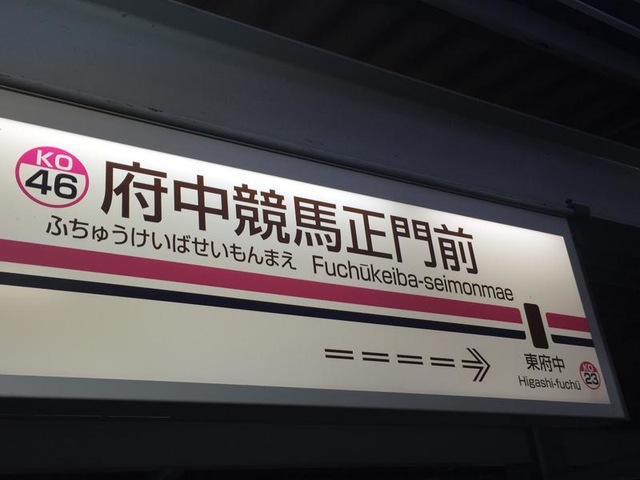 KO
46
府中競馬正門前
ふちゅうけいばせいもんまえ Fuchūkeiba-seimonmae
東府中
Higashi-fuchū
KO
23